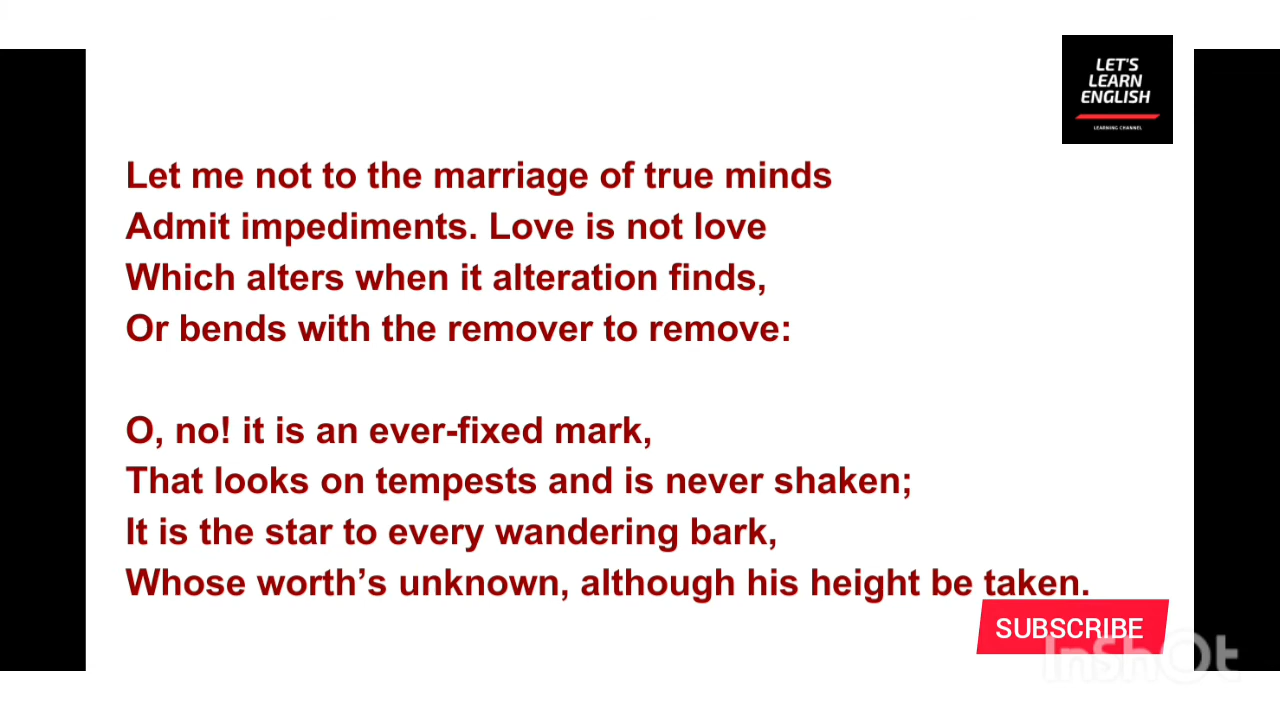 LET'S
LEARN
ENGLISH
LEARNING CHANNEL
Let me not to the marriage of true minds
Admit impediments. Love is not love
Which alters when it alteration finds,
Or bends with the remover to remove:
O, no! it is an ever-fixed mark,
That looks on tempests and is never shaken;
It is the star to every wandering bark,
Whose worth’s unknown, although his height be taken.
SUBSCRIBE
InShOt